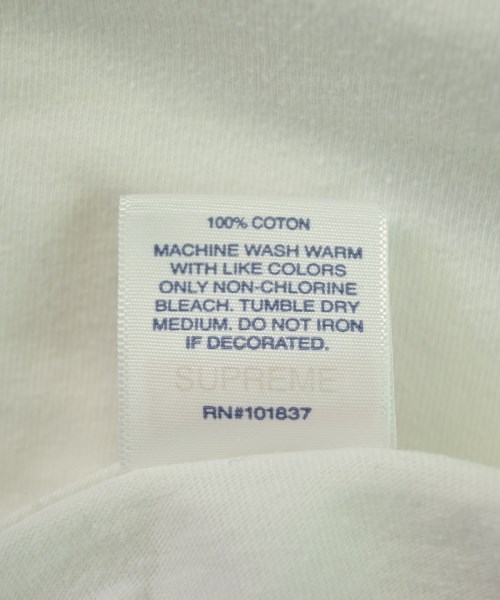 100% COTON
MACHINE WASH WARM
WITH LIKE COLORS
ONLY NON-CHLORINE
BLEACH. TUMBLE DRY
MEDIUM. DO NOT IRON
IF DECORATED.
SUPREME
RN#101837